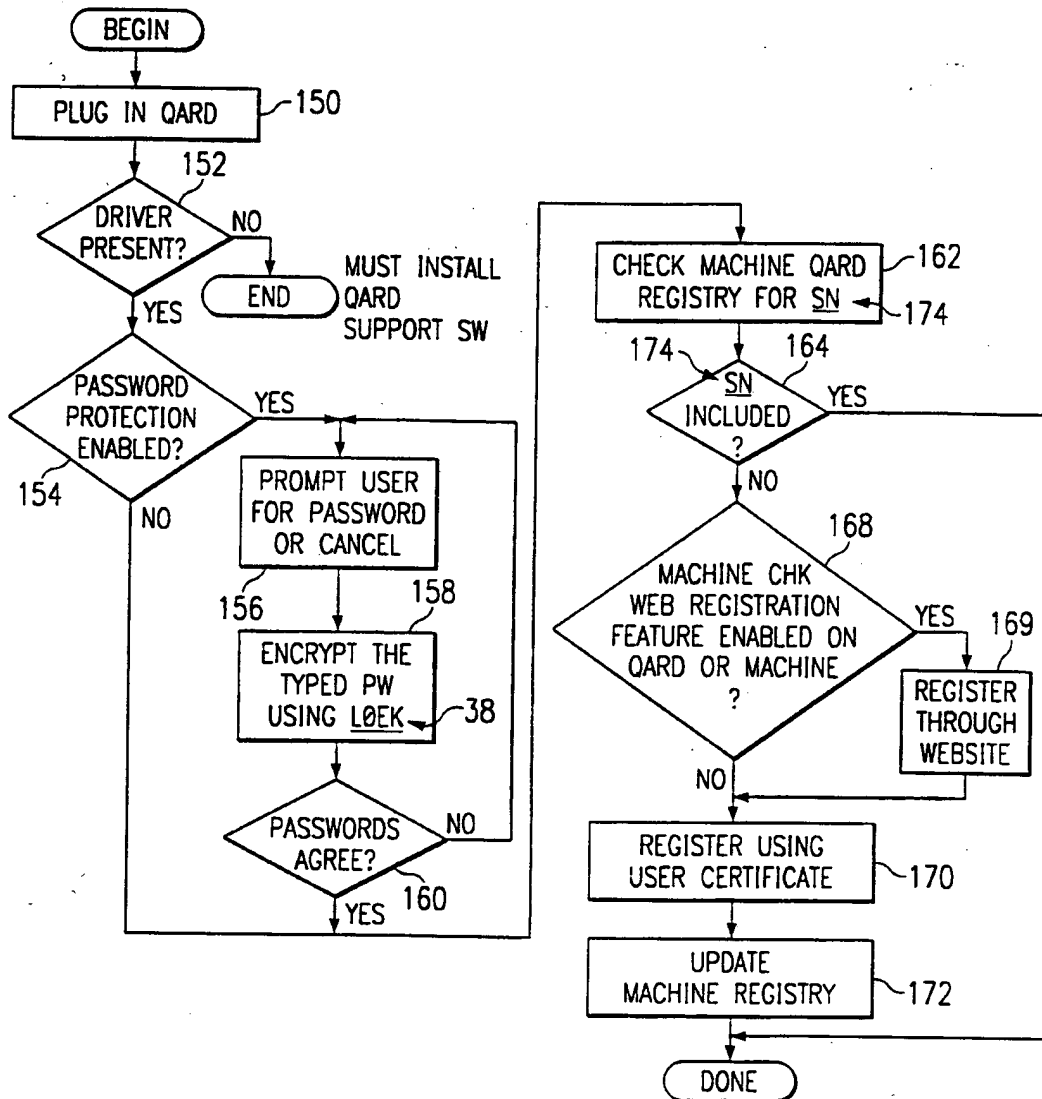 BEGIN
PLUG IN QARD
150
152
DRIVER
PRESENT?
NO
END
MUST INSTALL
QARD
SUPPORT SW
YES
PASSWORD
PROTECTION
ENABLED?
YES
154
NO
PROMPT USER
FOR PASSWORD
OR CANCEL
156
158
ENCRYPT THE
TYPED PW
USING LØEK
38
PASSWORDS
AGREE?
NO
160
YES
CHECK MACHINE QARD
REGISTRY FOR SN
162
174
174
164
SN
INCLUDED
?
YES
NO
168
MACHINE CHK
WEB REGISTRATION
FEATURE ENABLED ON
QARD OR MACHINE
?
YES
169
REGISTER
THROUGH
WEBSITE
NO
REGISTER USING
USER CERTIFICATE
170
UPDATE
MACHINE REGISTRY
172
DONE